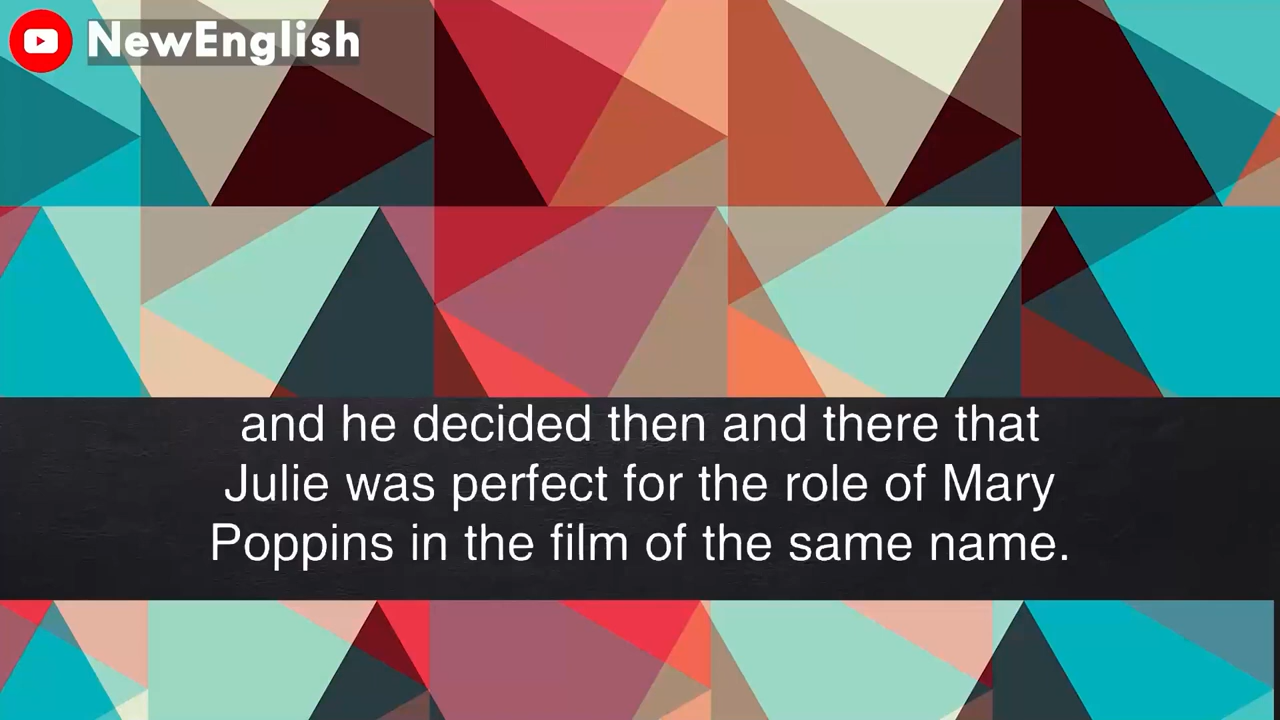 NewEnglish
and he decided then and there that
Julie was perfect for the role of Mary
Poppins in the film of the same name.